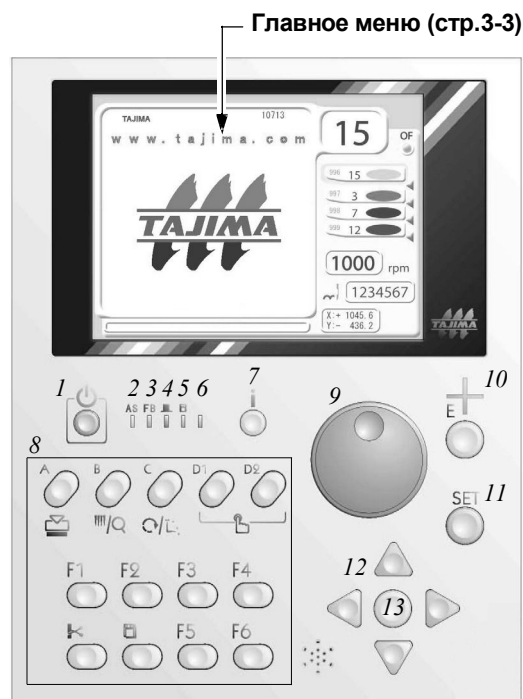 Главное меню (стр.3-3)
TAJIMA 10713
www.tajima.com
15 OF
TAJIMA
998 15
997 3
998 7
999 12
1000 rpm
1234567
X:+ 1045.6
Y:- 436.2
TAJIMA
1 2 3 4 5 6 7 9 10
AS FB i E
8
A B C D1 D2
SET 11
F1 F2 F3 F4
12
13
F5 F6